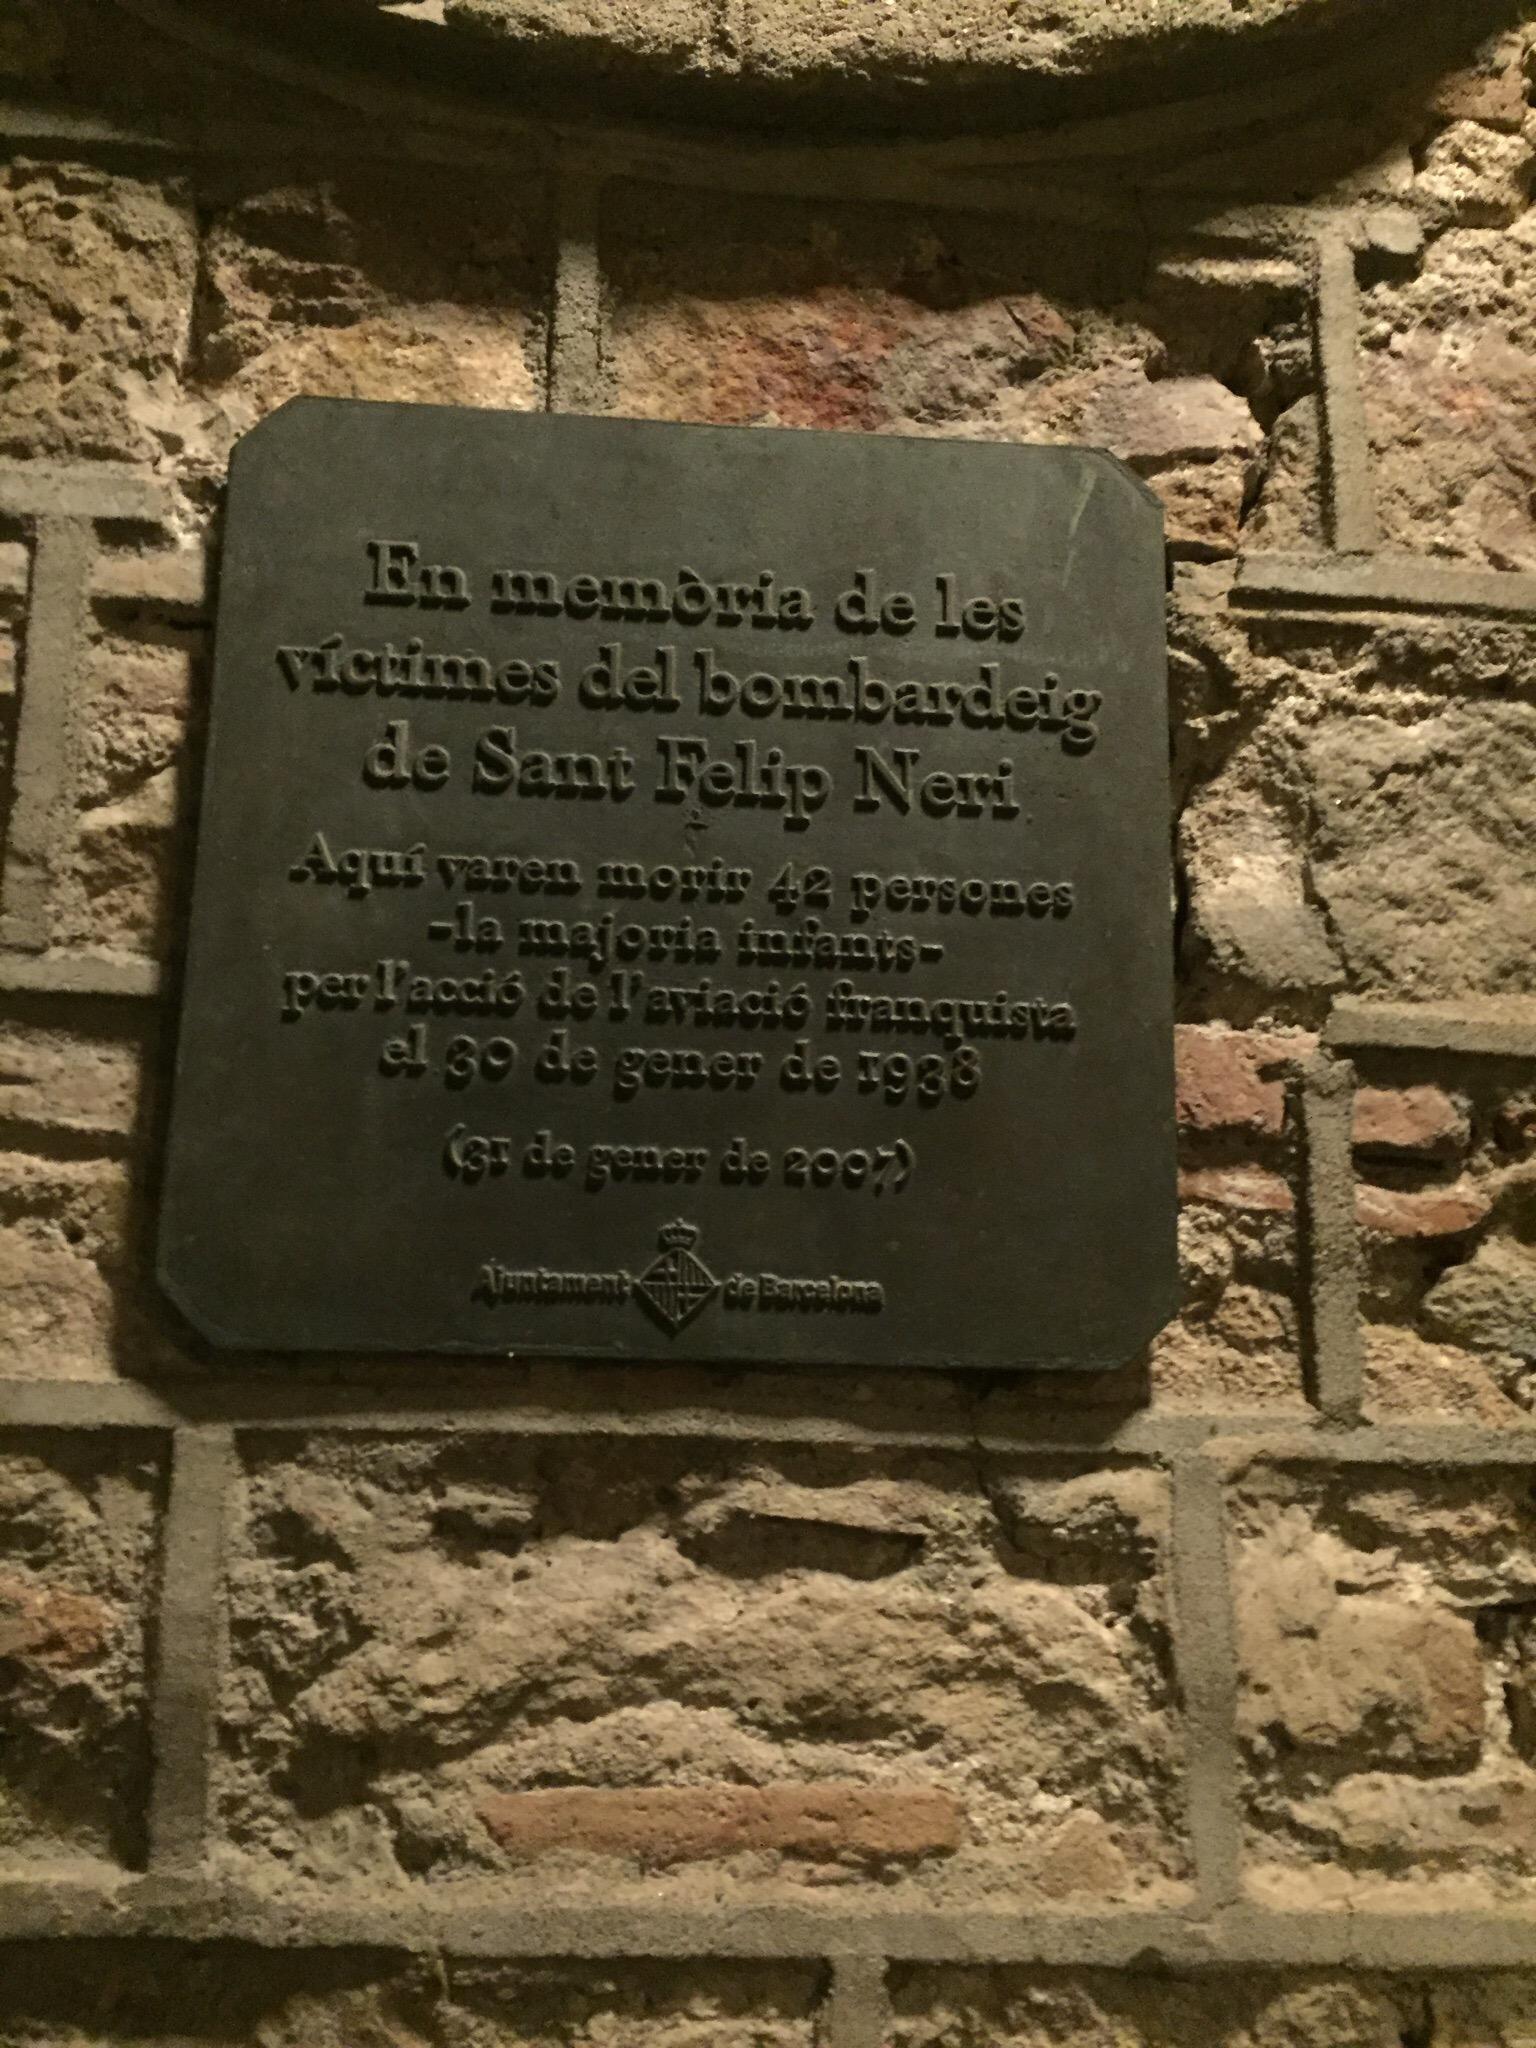 En memòria de les
víctimes del bombardeig
de Sant Felip Neri
Aquí varen morir 42 persones
-la majoria infants-
per l'acció de l'aviació franquista
el 30 de gener de 1938
(31 de gener de 2007)
Ajuntament de Barcelona